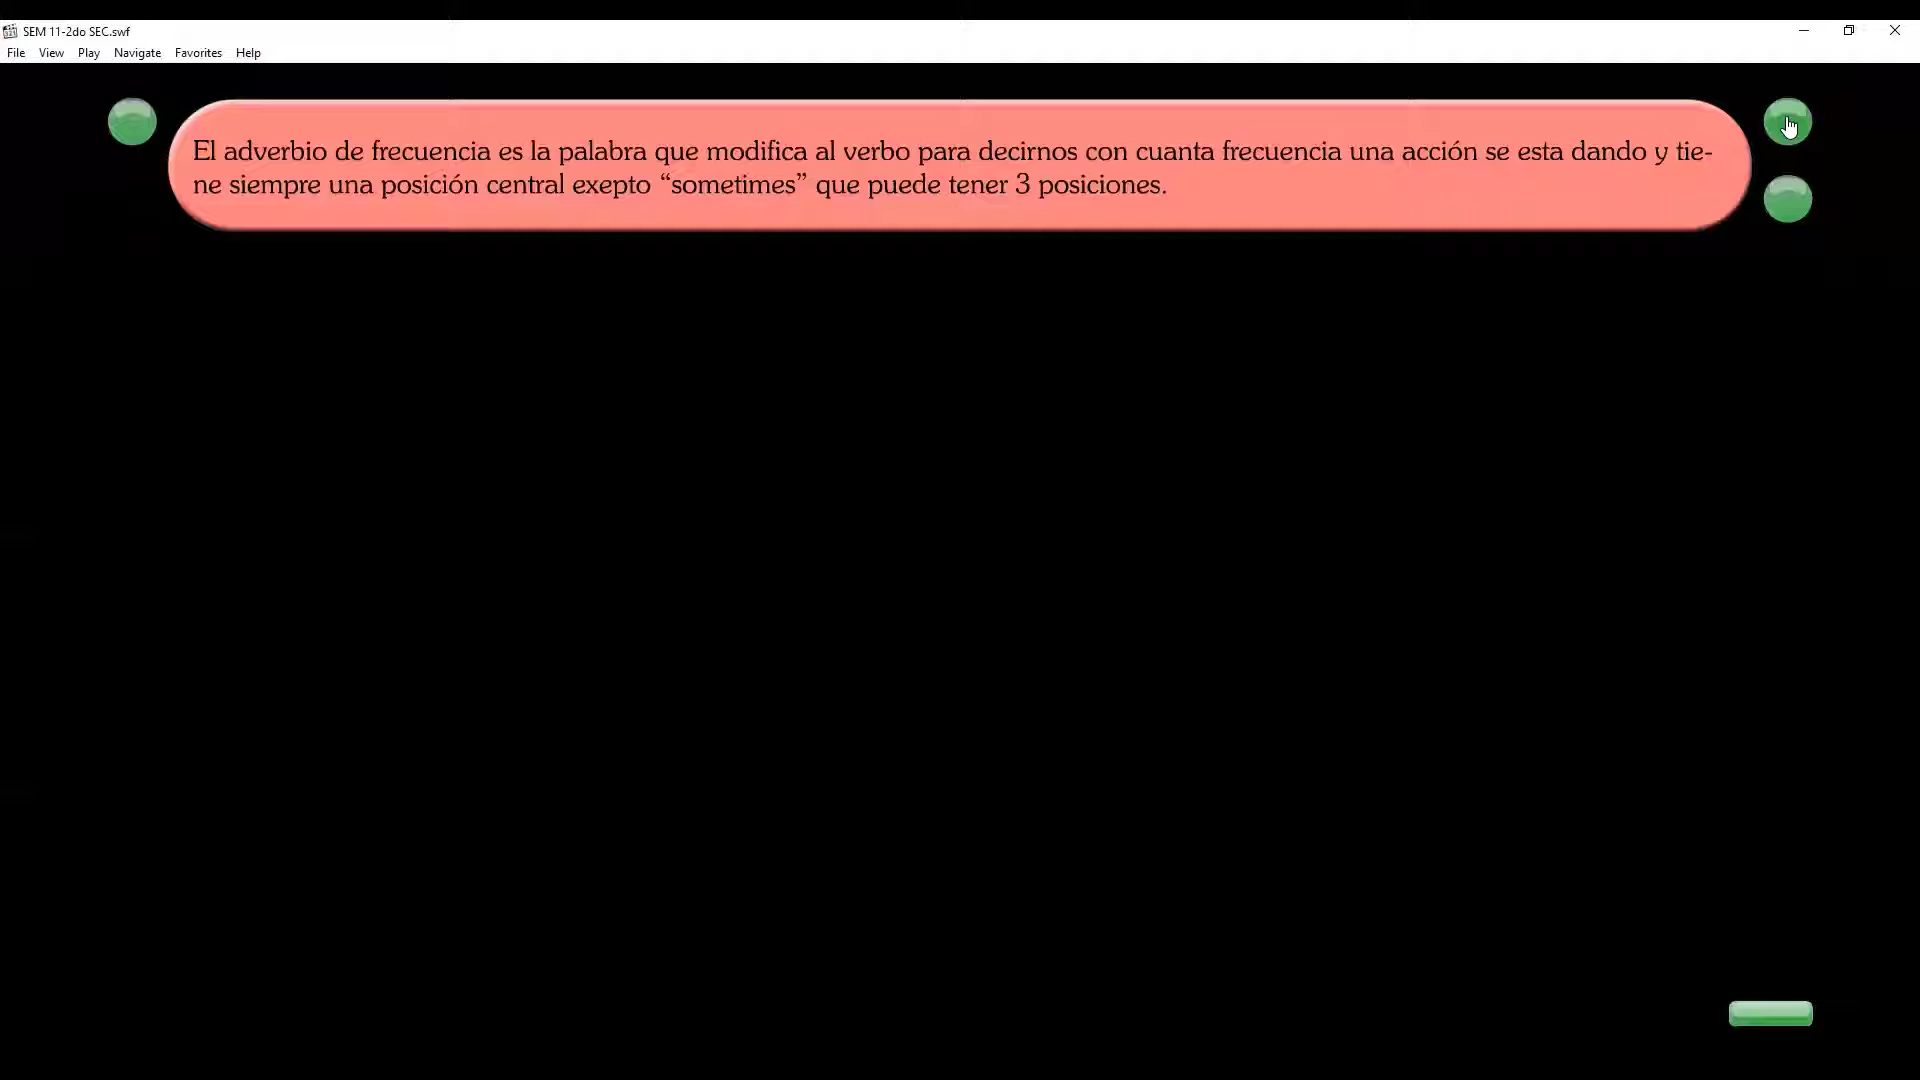 SEM 11-2do SEC.swf
File View Play Navigate Favorites Help
El adverbio de frecuencia es la palabra que modifica al verbo para decirnos con cuanta frecuencia una acción se esta dando y tie-
ne siempre una posición central exepto “sometimes” que puede tener 3 posiciones.